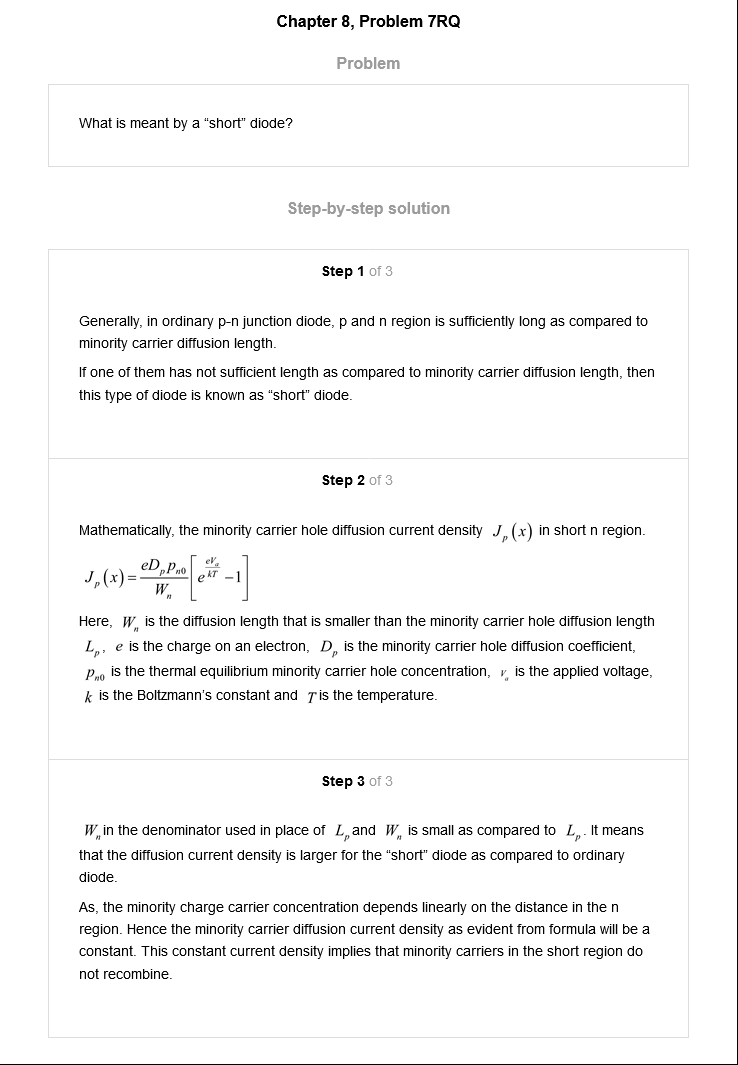 Chapter 8, Problem 7RQ
Problem
What is meant by a “short” diode?
Step-by-step solution
Step 1 of 3
Generally, in ordinary p-n junction diode, p and n region is sufficiently long as compared to
minority carrier diffusion length.
If one of them has not sufficient length as compared to minority carrier diffusion length, then
this type of diode is known as “short” diode.
Step 2 of 3
Mathematically, the minority carrier hole diffusion current density J_p(x) in short n region.
J_p(x) = \frac{eD_p p_{n0}}{W_n} [e^{\frac{eV_a}{kT}} − 1]
Here, W_n is the diffusion length that is smaller than the minority carrier hole diffusion length
L_p, e is the charge on an electron, D_p is the minority carrier hole diffusion coefficient,
p_{n0} is the thermal equilibrium minority carrier hole concentration, V_a is the applied voltage,
k is the Boltzmann’s constant and T is the temperature.
Step 3 of 3
W_n in the denominator used in place of L_p and W_n is small as compared to L_p. It means
that the diffusion current density is larger for the “short” diode as compared to ordinary
diode.
As, the minority charge carrier concentration depends linearly on the distance in the n
region. Hence the minority carrier diffusion current density as evident from formula will be a
constant. This constant current density implies that minority carriers in the short region do
not recombine.